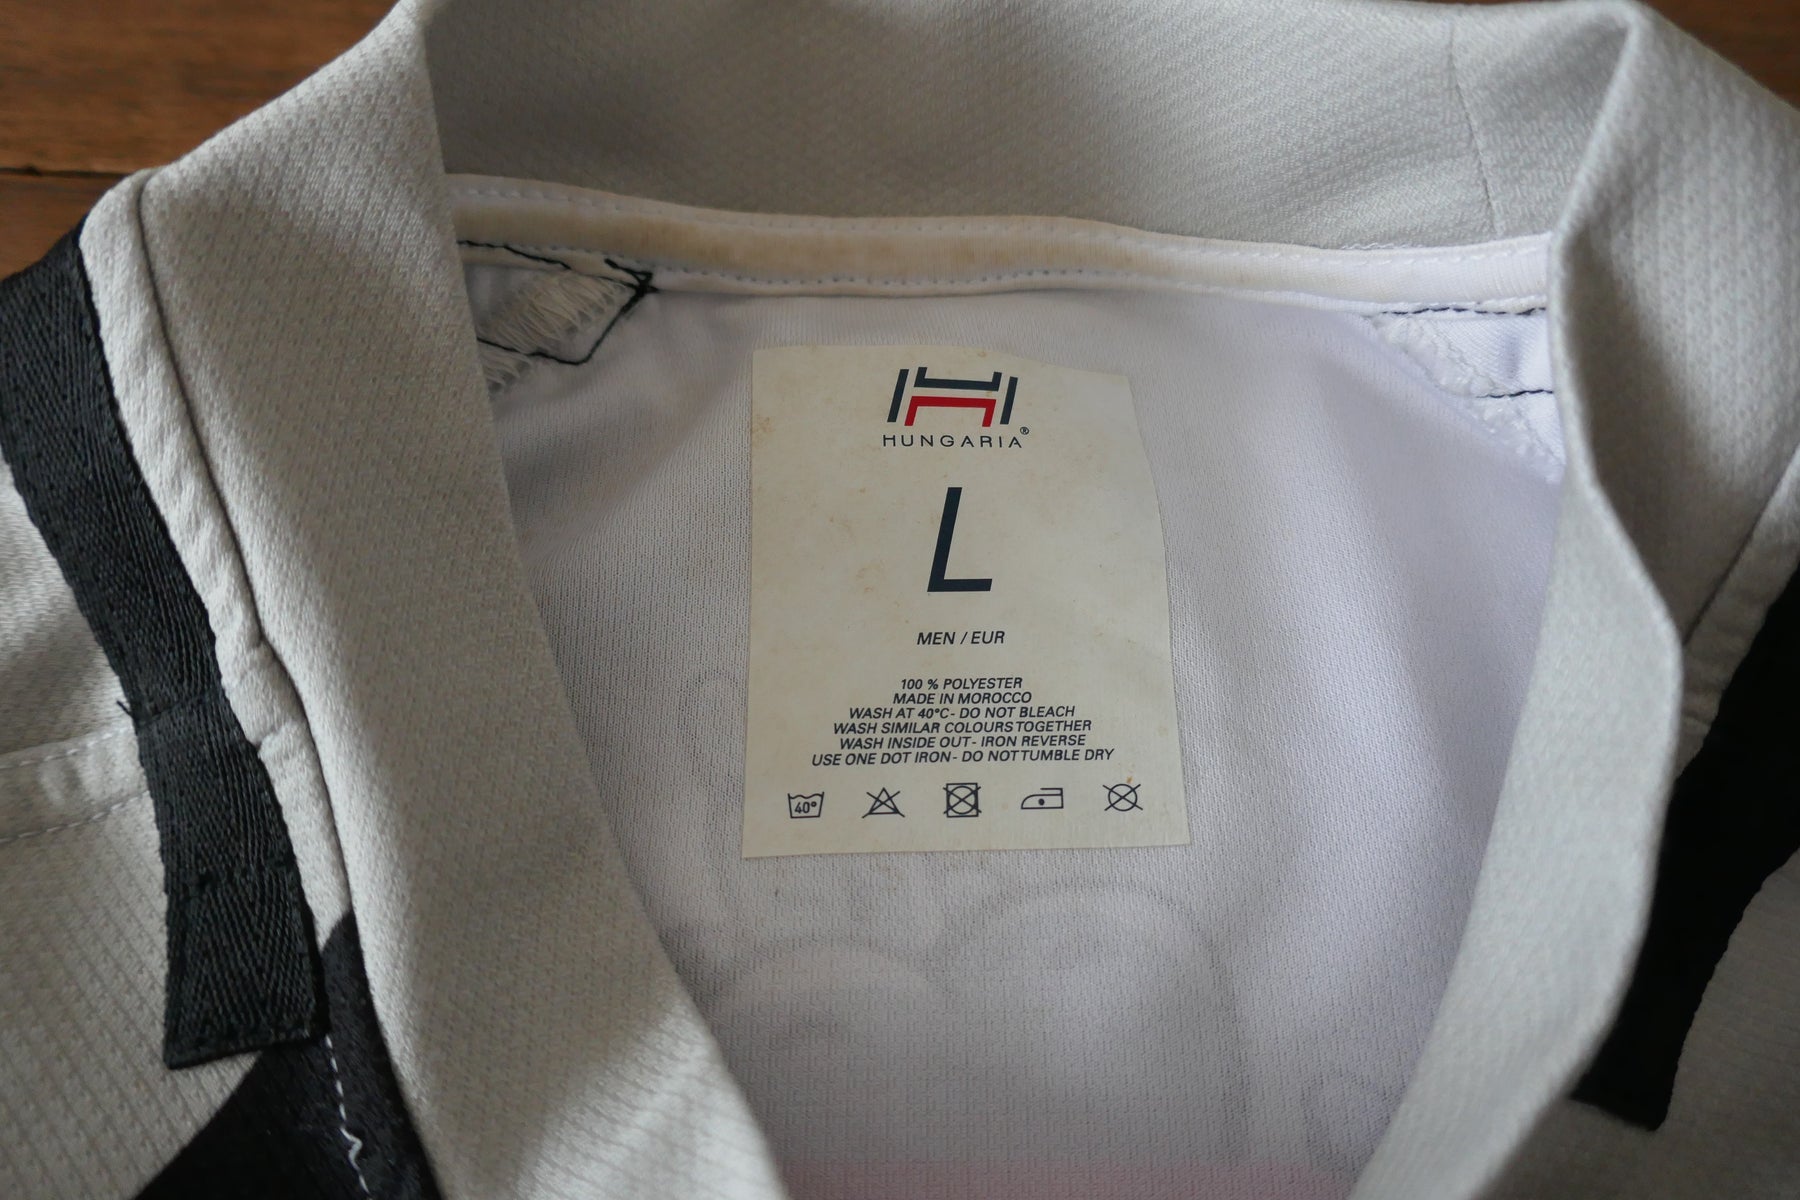 HUNGARIA®
L
MEN / EUR
100 % POLYESTER
MADE IN MOROCCO
WASH AT 40°C - DO NOT BLEACH
WASH SIMILAR COLOURS TOGETHER
WASH INSIDE OUT - IRON REVERSE
USE ONE DOT IRON - DO NOT TUMBLE DRY
40°